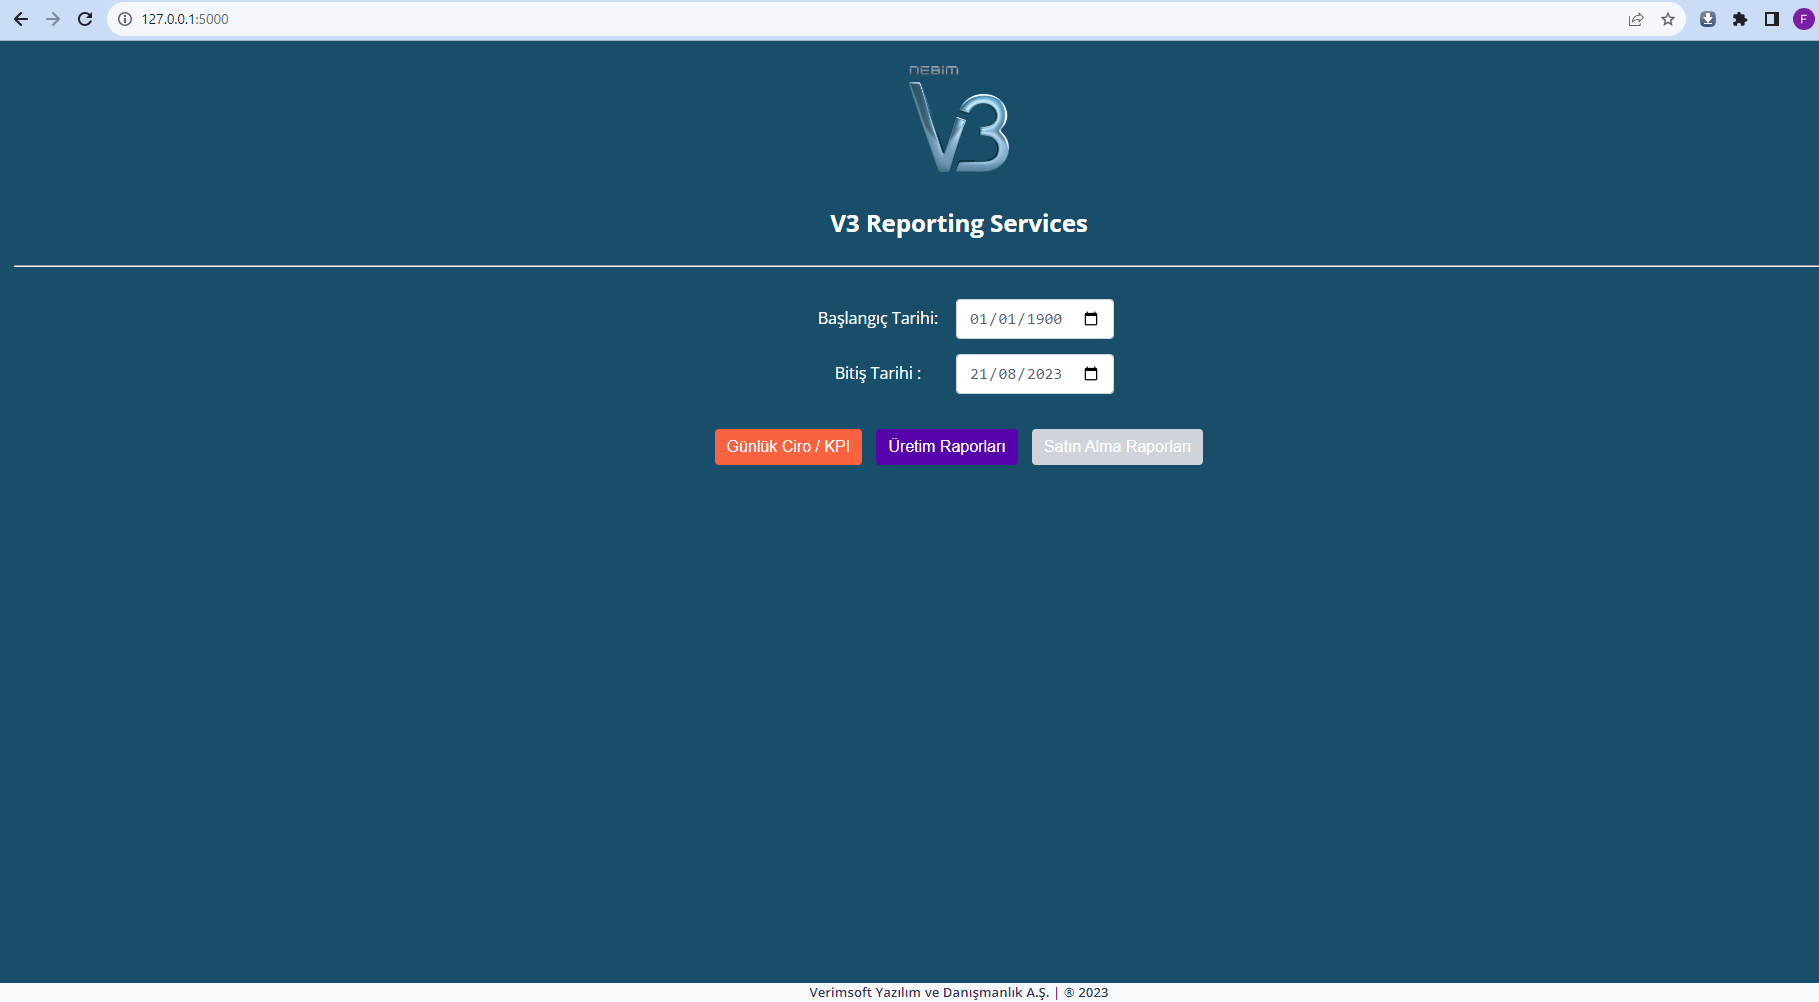 127.0.0.1:5000
F
NEBIM
V3
V3 Reporting Services
Başlangıç Tarihi: 01/01/1900
Bitiş Tarihi : 21/08/2023
Günlük Ciro / KPI Üretim Raporları Satın Alma Raporları
Verimsoft Yazılım ve Danışmanlık A.Ş. | ® 2023